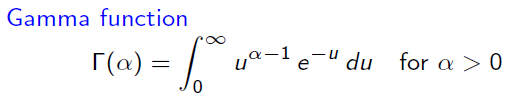 Gamma function
Γ(α) = ∫₀^∞ u^{α−1} e^{−u} du for α > 0